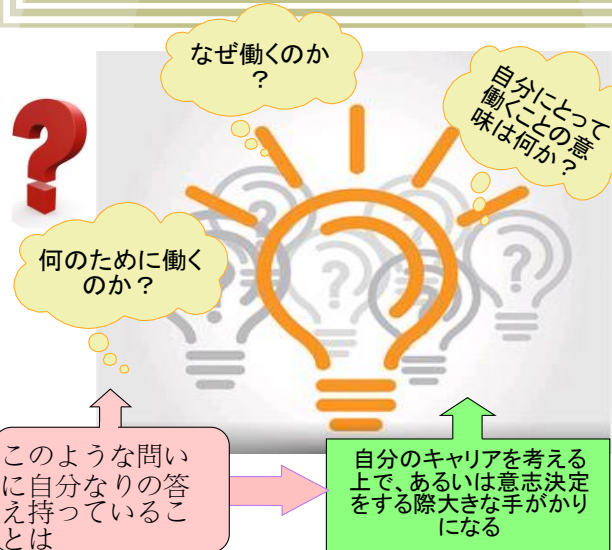 なぜ働くのか
?
自分にとって
働くことの意
味は何か？
?
何のために働く
のか？
? ? ? ?
このような問い
に自分なりの答
え持っているこ
とは
自分のキャリアを考える
上で、あるいは意志決定
をする際大きな手がかり
になる